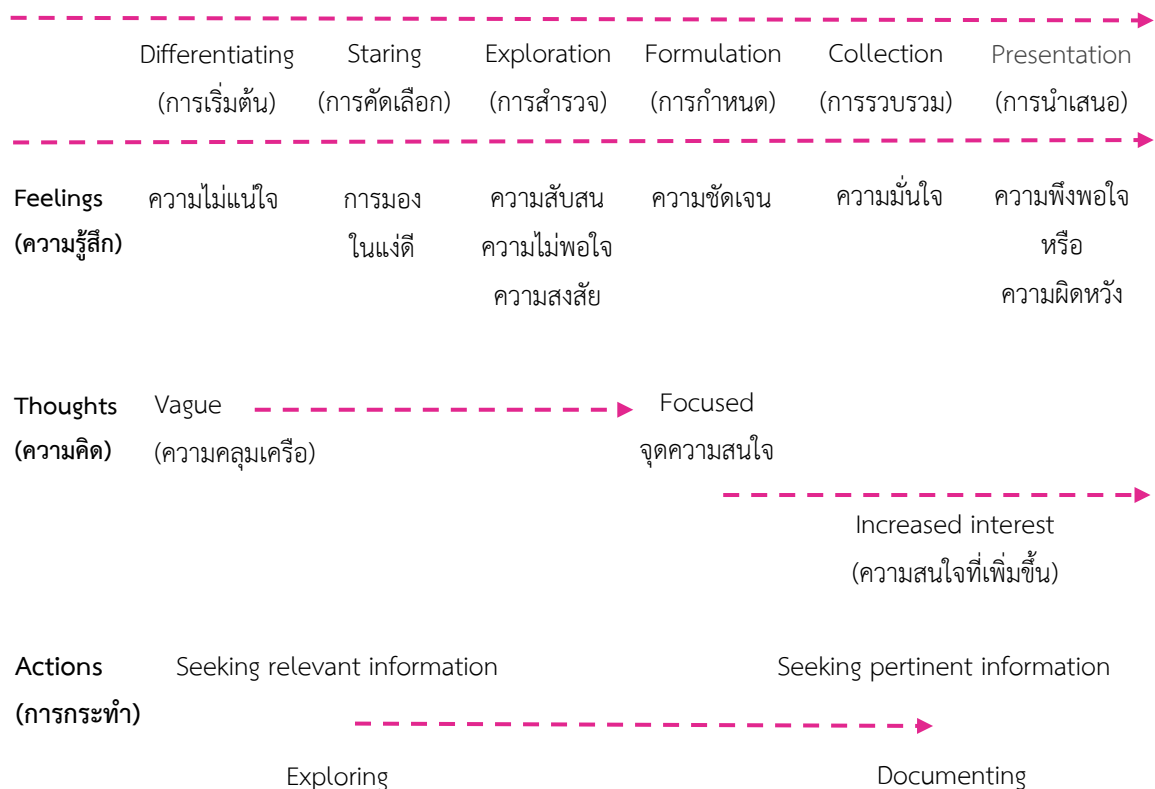 Differentiating Staring Exploration Formulation Collection Presentation
(การเริ่มต้น) (การคัดเลือก) (การสำรวจ) (การกำหนด) (การรวบรวม) (การนำเสนอ)
Feelings ความไม่แน่ใจ การมอง ความสับสน ความชัดเจน ความมั่นใจ ความพึงพอใจ
(ความรู้สึก) ในแง่ดี ความไม่พอใจ หรือ
ความสงสัย ความผิดหวัง
Thoughts Vague Focused
(ความคิด) (ความคลุมเครือ) จุดความสนใจ
Increased interest
(ความสนใจที่เพิ่มขึ้น)
Actions Seeking relevant information Seeking pertinent information
(การกระทำ)
Exploring Documenting